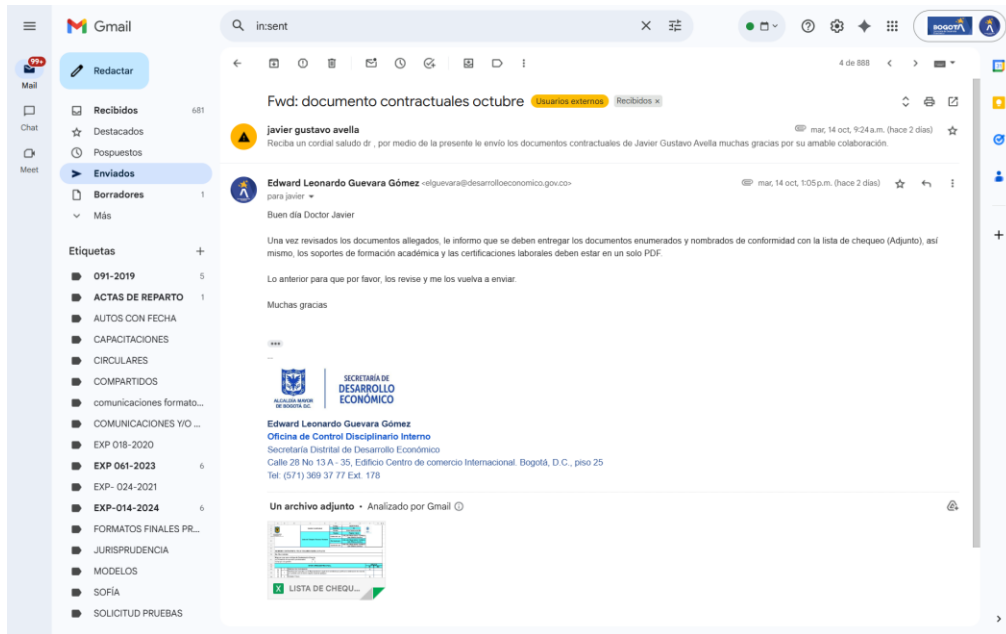 Gmail
in:sent
BOGOTÁ
99+
Mail
Chat
Meet
Redactar
Recibidos 681
Destacados
Pospuestos
Enviados
Borradores 1
Más
Etiquetas
091-2019 5
ACTAS DE REPARTO 1
AUTOS CON FECHA
CAPACITACIONES
CIRCULARES
COMPARTIDOS
comunicaciones formato...
COMUNICACIONES Y/O ...
EXP 018-2020
EXP 061-2023 6
EXP- 024-2021
EXP-014-2024 6
FORMATOS FINALES PR...
JURISPRUDENCIA
MODELOS
SOFÍA
SOLICITUD PRUEBAS
4 de 888
Fwd: documento contractuales octubre Usuarios externos Recibidos x
javier gustavo avella mar, 14 oct, 9:24 a.m. (hace 2 días)
Reciba un cordial saludo dr , por medio de la presente le envío los documentos contractuales de Javier Gustavo Avella muchas gracias por su amable colaboración.
Edward Leonardo Guevara Gómez <elguevara@desarrolloeconomico.gov.co> mar, 14 oct, 1:05 p.m. (hace 2 días)
para javier
Buen día Doctor Javier
Una vez revisados los documentos allegados, le informo que se deben entregar los documentos enumerados y nombrados de conformidad con la lista de chequeo (Adjunto), así
mismo, los soportes de formación académica y las certificaciones laborales deben estar en un solo PDF.
Lo anterior para que por favor, los revise y me los vuelva a enviar.
Muchas gracias
...
--
ALCALDÍA MAYOR
DE BOGOTÁ D.C.
SECRETARÍA DE
DESARROLLO
ECONÓMICO
Edward Leonardo Guevara Gómez
Oficina de Control Disciplinario Interno
Secretaría Distrital de Desarrollo Económico
Calle 28 No 13 A - 35, Edificio Centro de comercio Internacional. Bogotá, D.C., piso 25
Tel: (571) 369 37 77 Ext. 178
Un archivo adjunto • Analizado por Gmail
LISTA DE CHEQU...